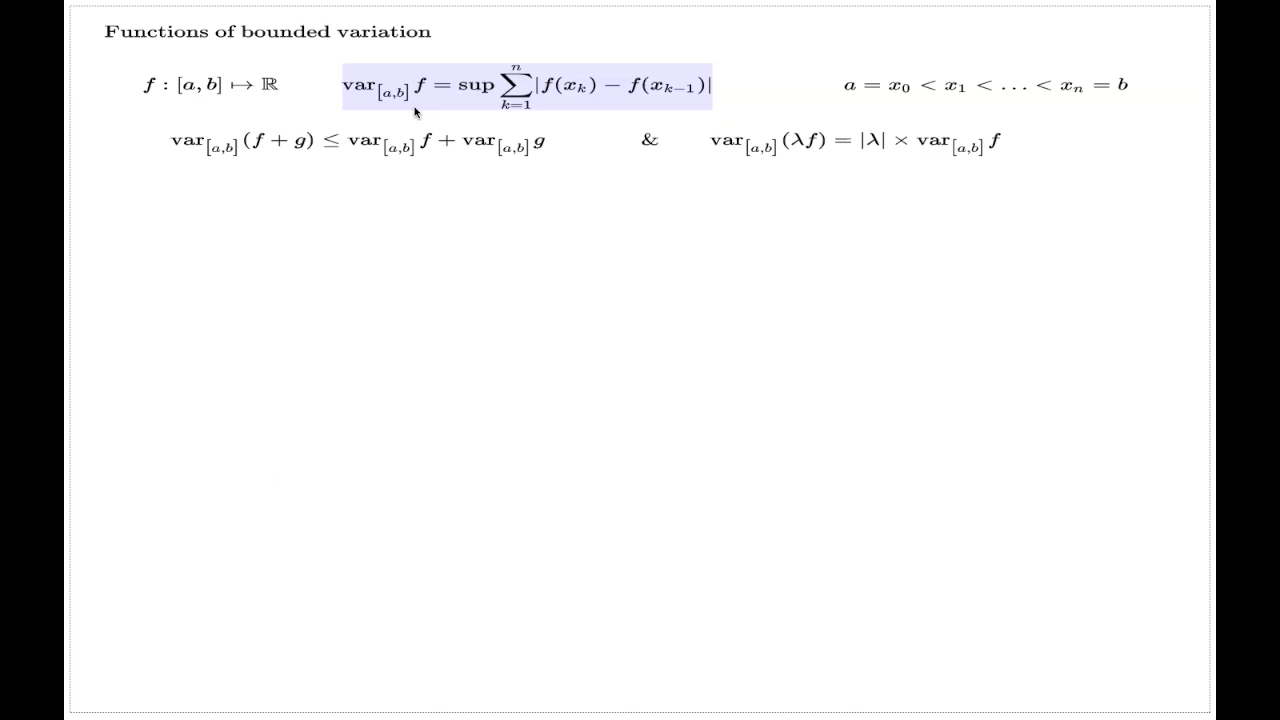 Functions of bounded variation
f : [a, b] ↦ ℝ var_{[a,b]} f = sup ∑_{k=1}^{n} |f(x_k) − f(x_{k−1})| a = x_0 < x_1 < … < x_n = b
var_{[a,b]} (f + g) ≤ var_{[a,b]} f + var_{[a,b]} g & var_{[a,b]} (λf) = |λ| × var_{[a,b]} f